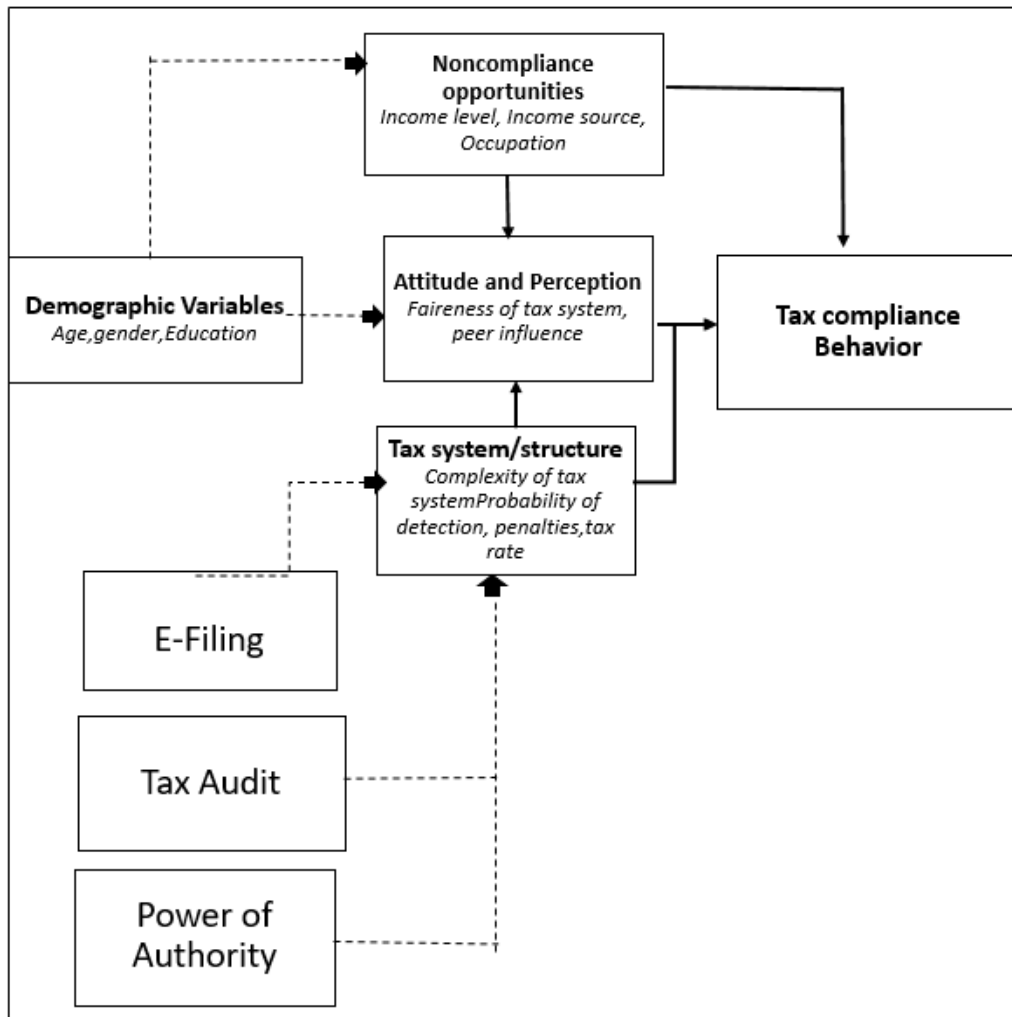 Noncompliance
opportunities
Income level, Income source,
Occupation
Demographic Variables
Age,gender,Education
Attitude and Perception
Faireness of tax system,
peer influence
Tax compliance
Behavior
Tax system/structure
Complexity of tax
systemProbability of
detection, penalties,tax
rate
E-Filing
Tax Audit
Power of
Authority